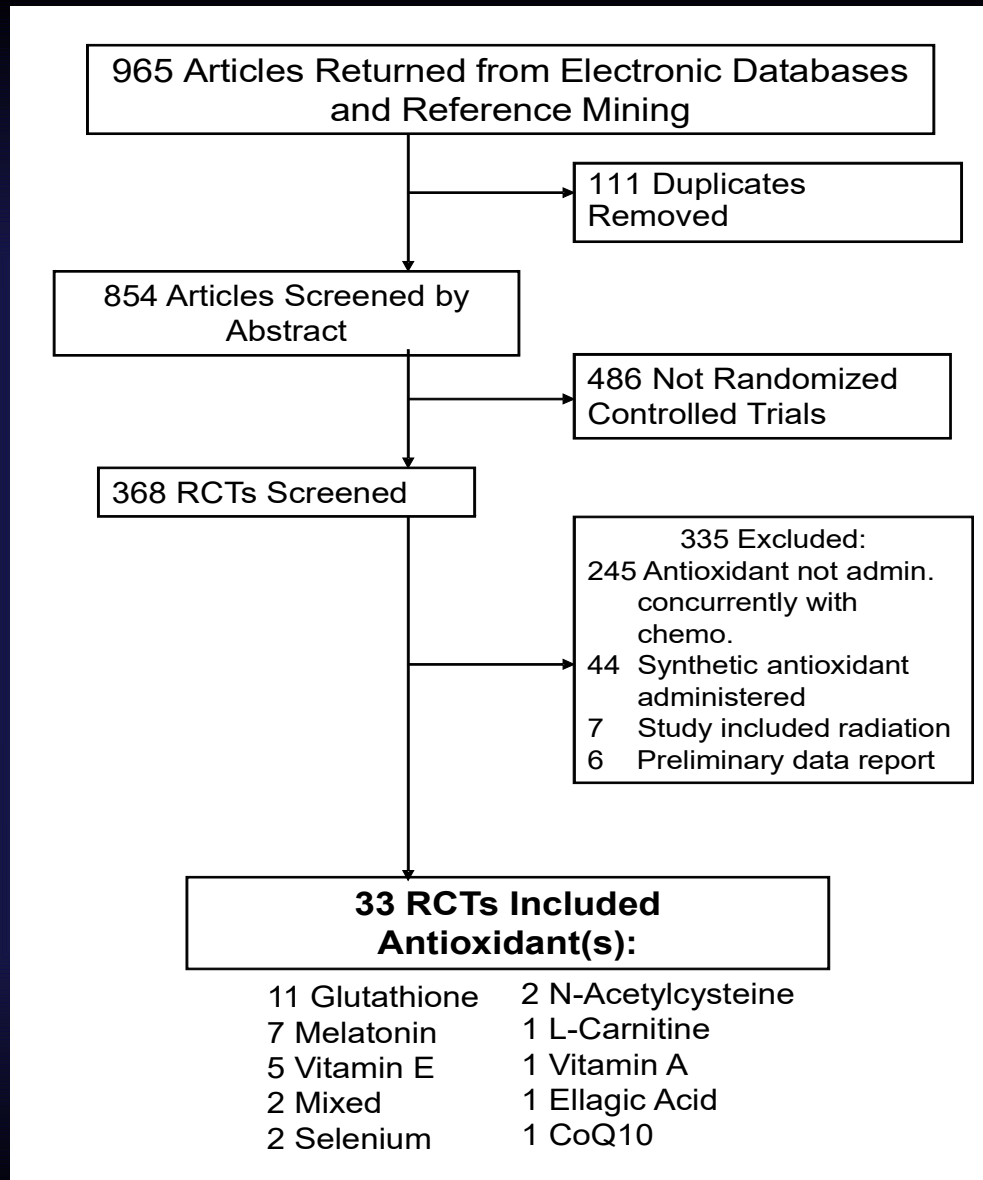 965 Articles Returned from Electronic Databases
and Reference Mining
111 Duplicates
Removed
854 Articles Screened by
Abstract
486 Not Randomized
Controlled Trials
368 RCTs Screened
335 Excluded:
245 Antioxidant not admin.
concurrently with
chemo.
44 Synthetic antioxidant
administered
7 Study included radiation
6 Preliminary data report
33 RCTs Included
Antioxidant(s):
11 Glutathione
7 Melatonin
5 Vitamin E
2 Mixed
2 Selenium
2 N-Acetylcysteine
1 L-Carnitine
1 Vitamin A
1 Ellagic Acid
1 CoQ10